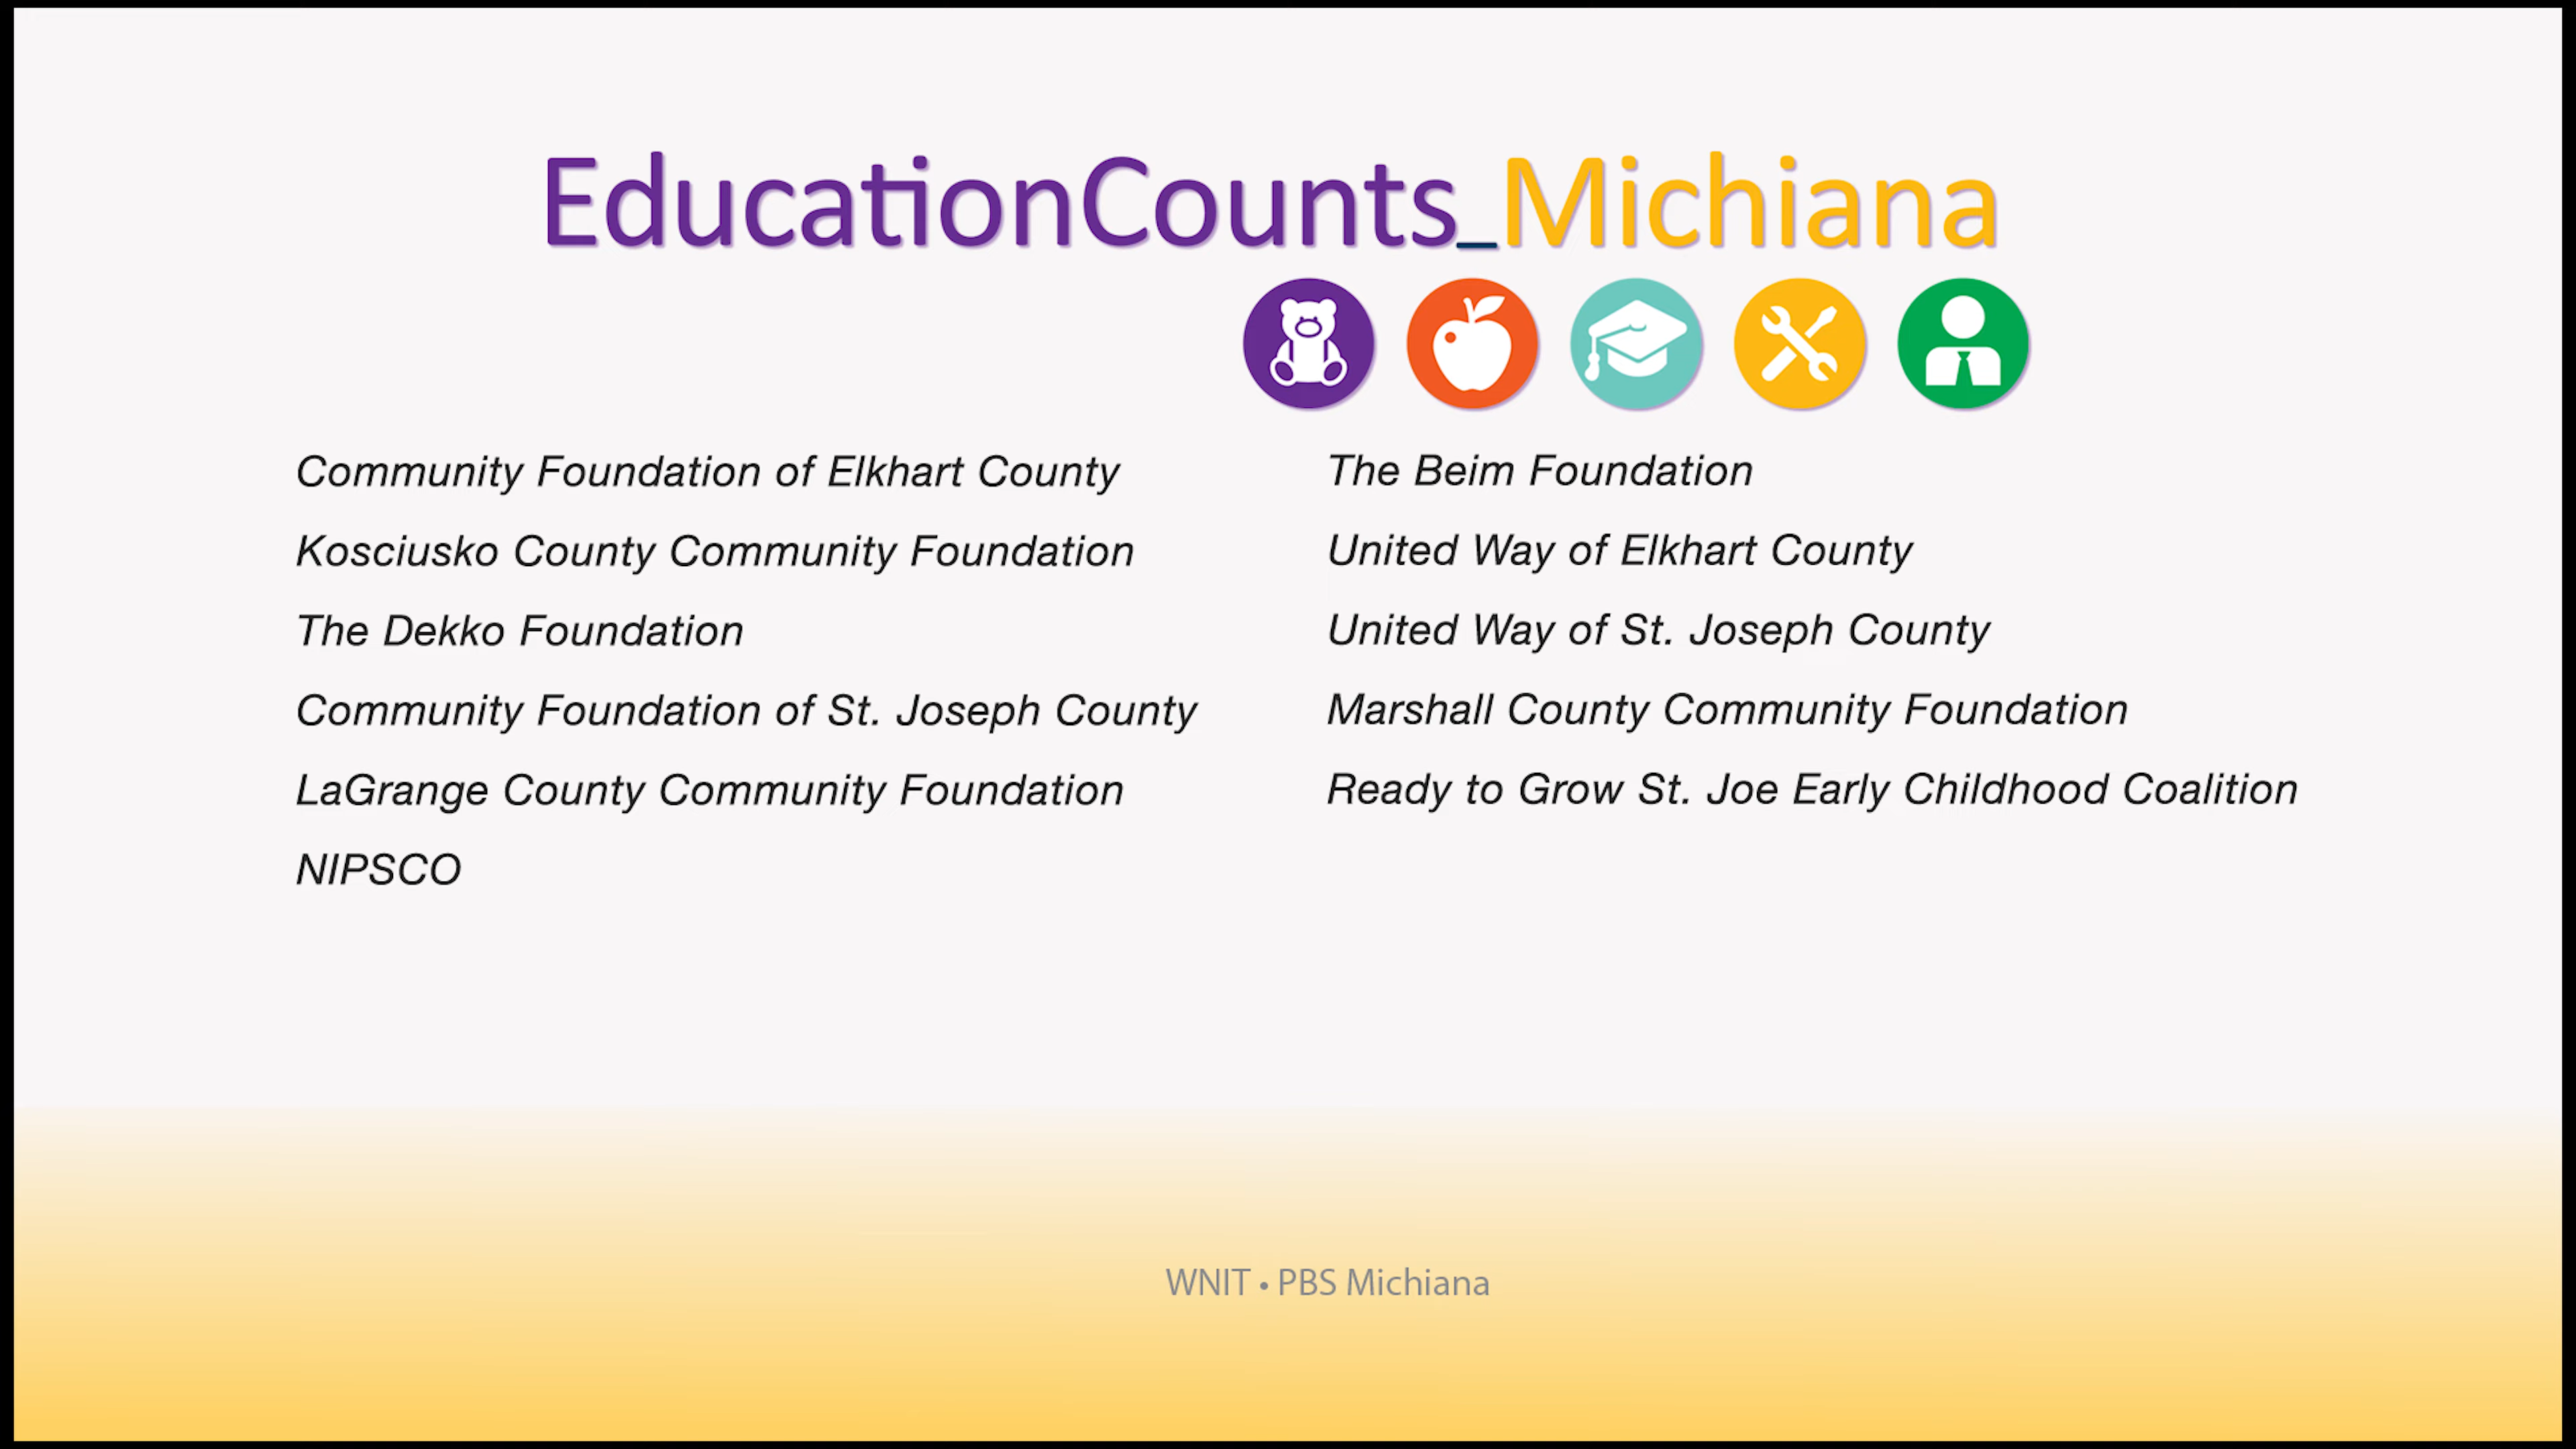 EducationCounts_Michiana
Community Foundation of Elkhart County
Kosciusko County Community Foundation
The Dekko Foundation
Community Foundation of St. Joseph County
LaGrange County Community Foundation
NIPSCO
The Beim Foundation
United Way of Elkhart County
United Way of St. Joseph County
Marshall County Community Foundation
Ready to Grow St. Joe Early Childhood Coalition
WNIT • PBS Michiana